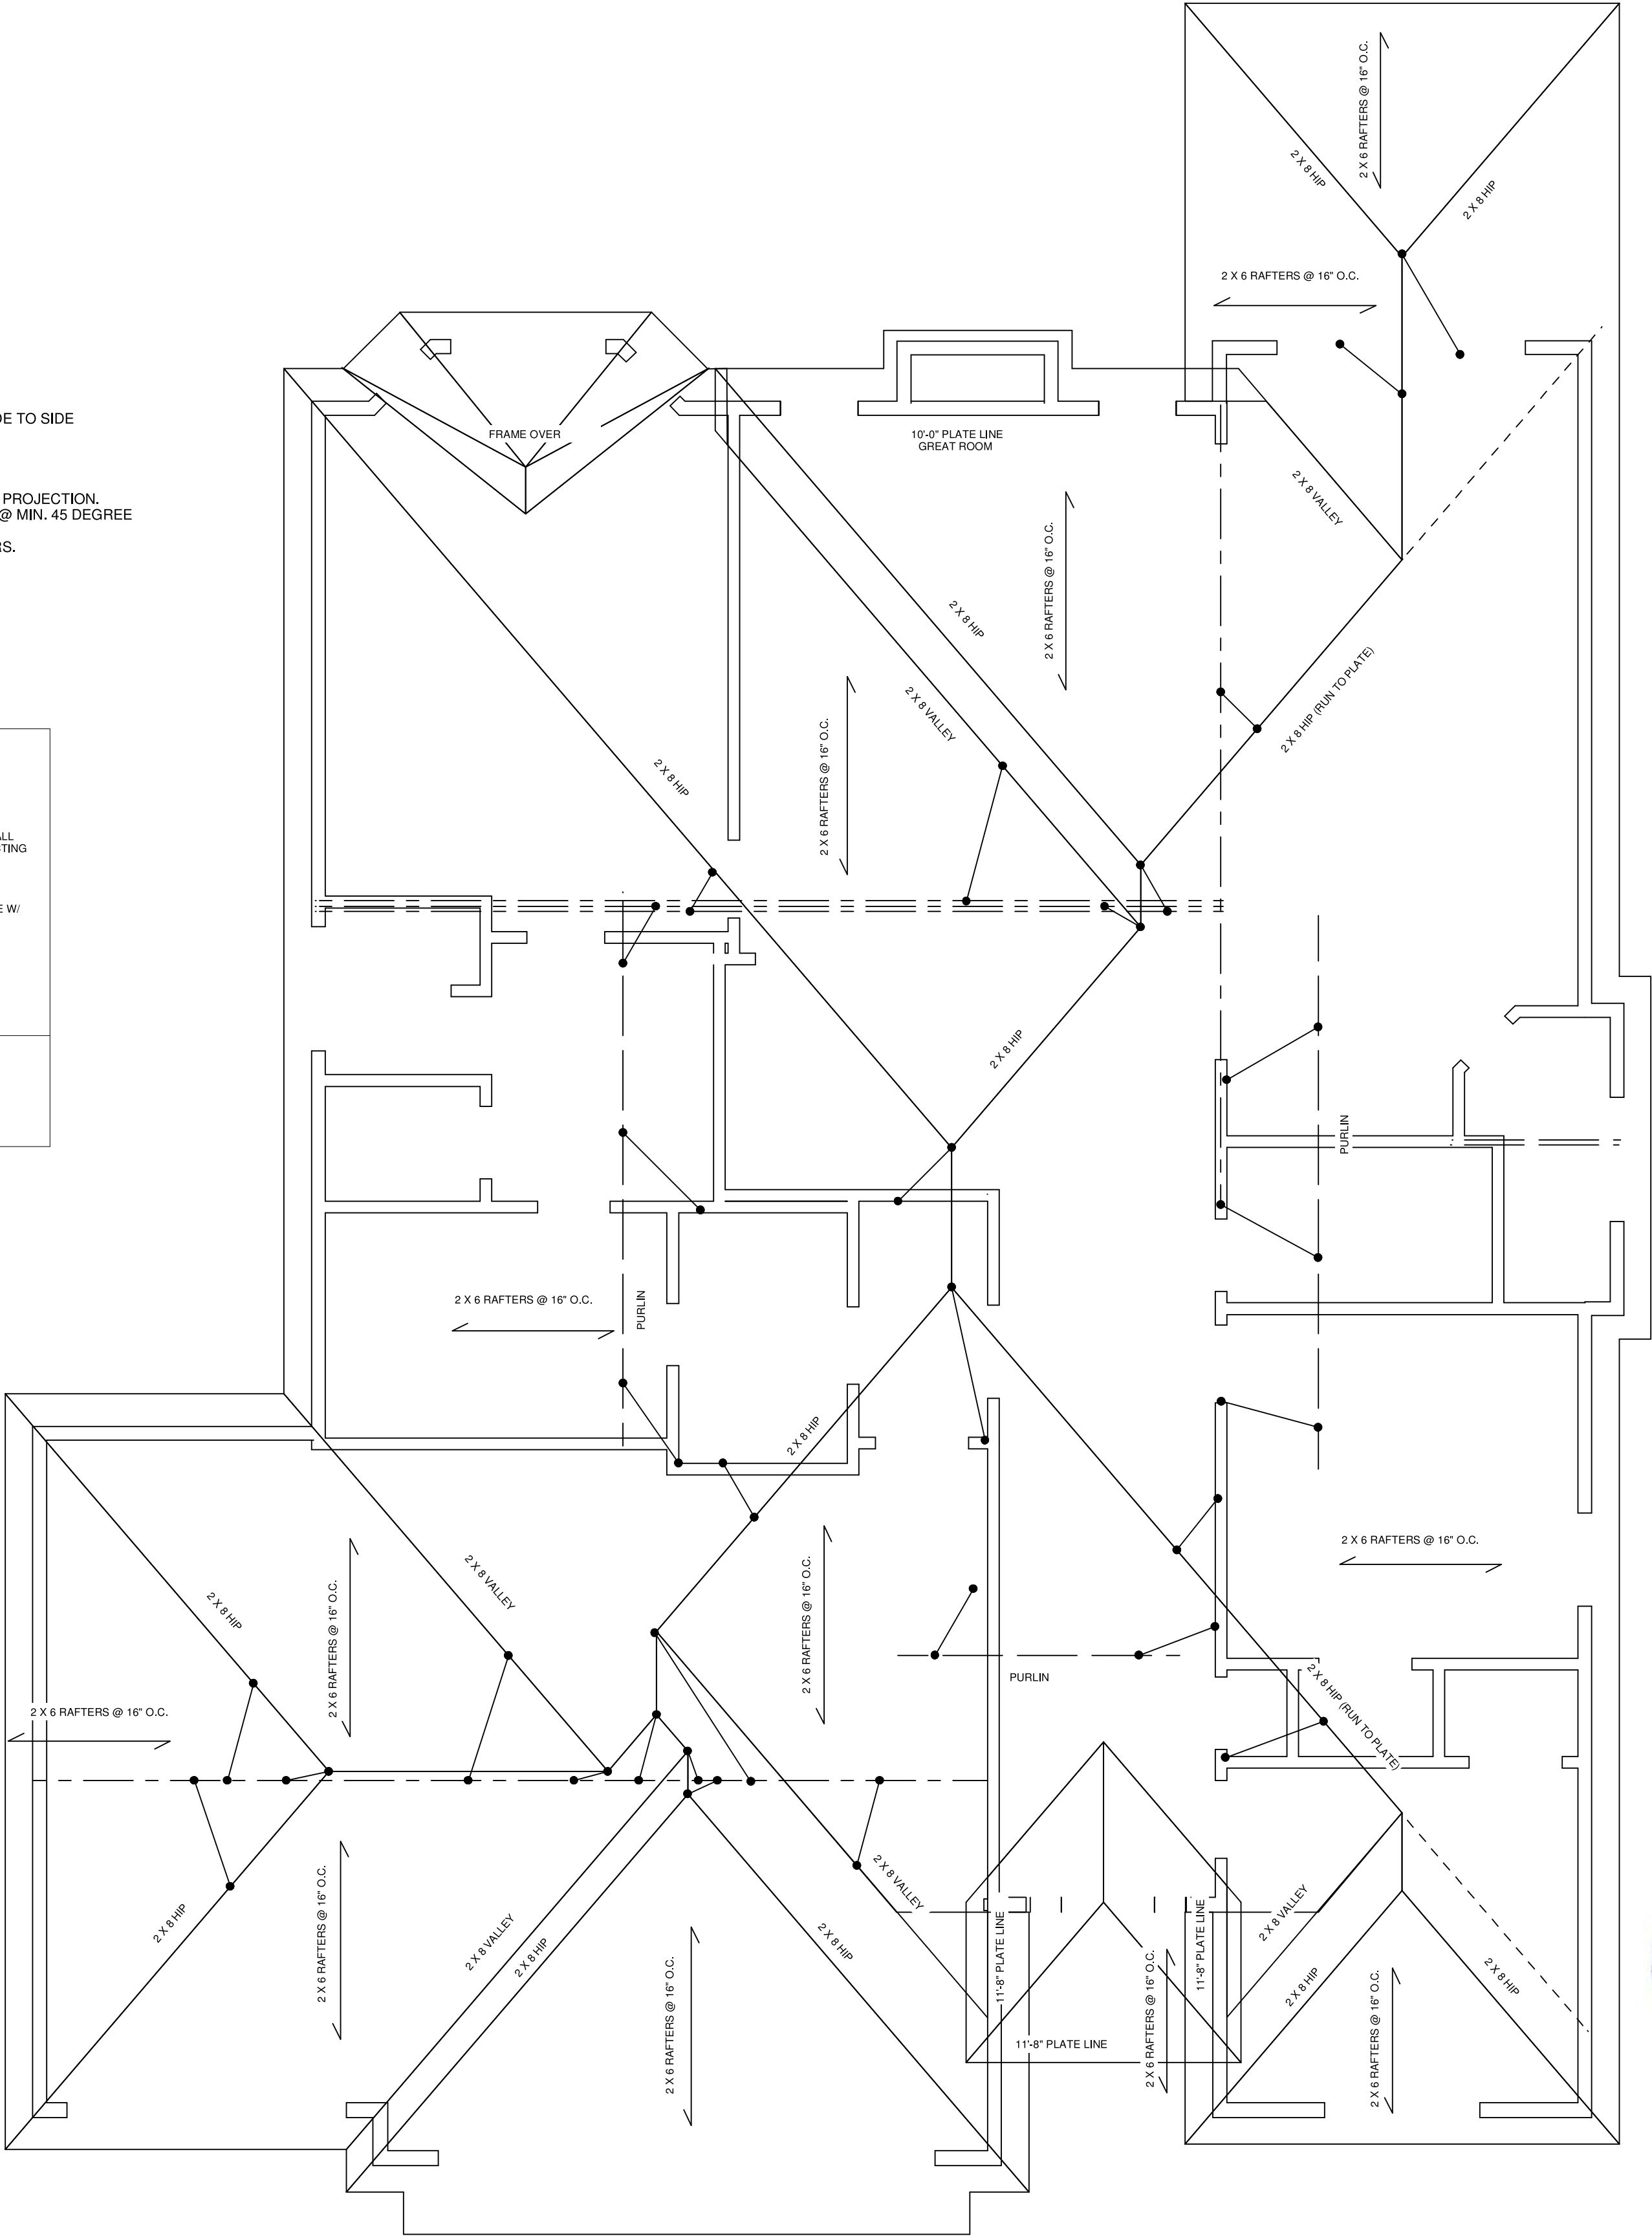 2 X 6 RAFTERS @ 16" O.C.
2 X 8 HIP
2 X 8 HIP
2 X 6 RAFTERS @ 16" O.C.
DE TO SIDE
FRAME OVER
10'-0" PLATE LINE
GREAT ROOM
PROJECTION.
@ MIN. 45 DEGREE
2 X 8 VALLEY
RS.
2 X 6 RAFTERS @ 16" O.C.
2 X 8 HIP
2 X 8 HIP (RUN TO PLATE)
2 X 8 VALLEY
2 X 6 RAFTERS @ 16" O.C.
2 X 8 HIP
ALL
CTING
E W/
2 X 8 HIP
PURLIN
2 X 6 RAFTERS @ 16" O.C.
PURLIN
2 X 8 HIP
2 X 6 RAFTERS @ 16" O.C.
2 X 8 HIP
2 X 6 RAFTERS @ 16" O.C.
2 X 8 VALLEY
2 X 6 RAFTERS @ 16" O.C.
PURLIN
2 X 8 HIP (RUN TO PLATE)
2 X 6 RAFTERS @ 16" O.C.
2 X 8 HIP
2 X 6 RAFTERS @ 16" O.C.
2 X 8 VALLEY
2 X 8 HIP
2 X 6 RAFTERS @ 16" O.C.
2 X 8 HIP
2 X 8 VALLEY
11'-8" PLATE LINE
11'-8" PLATE LINE
2 X 6 RAFTERS @ 16" O.C.
11'-8" PLATE LINE
2 X 8 VALLEY
2 X 8 HIP
2 X 6 RAFTERS @ 16" O.C.
2 X 8 HIP